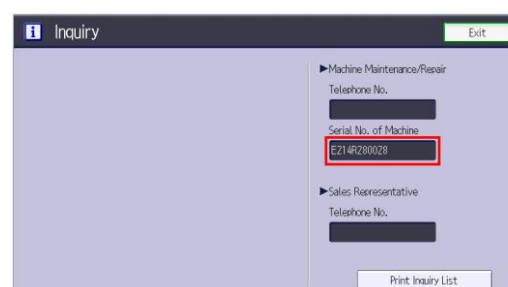 Inquiry
Exit
►Machine Maintenance/Repair
Telephone No.
Serial No. of Machine
E214R280028
►Sales Representative
Telephone No.
Print Inquiry List